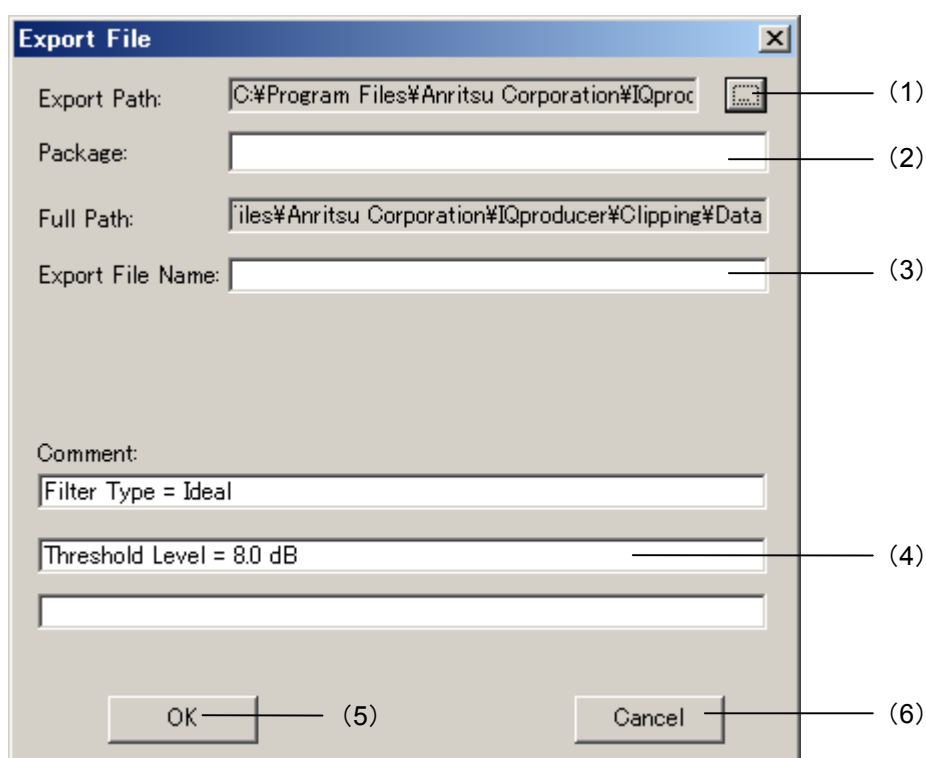 Export File
Export Path: C:¥Program Files¥Anritsu Corporation¥IQproc ... (1)
Package: (2)
Full Path: iles¥Anritsu Corporation¥IQproducer¥Clipping¥Data
Export File Name: (3)
Comment:
Filter Type = Ideal
Threshold Level = 8.0 dB (4)
OK (5) Cancel (6)